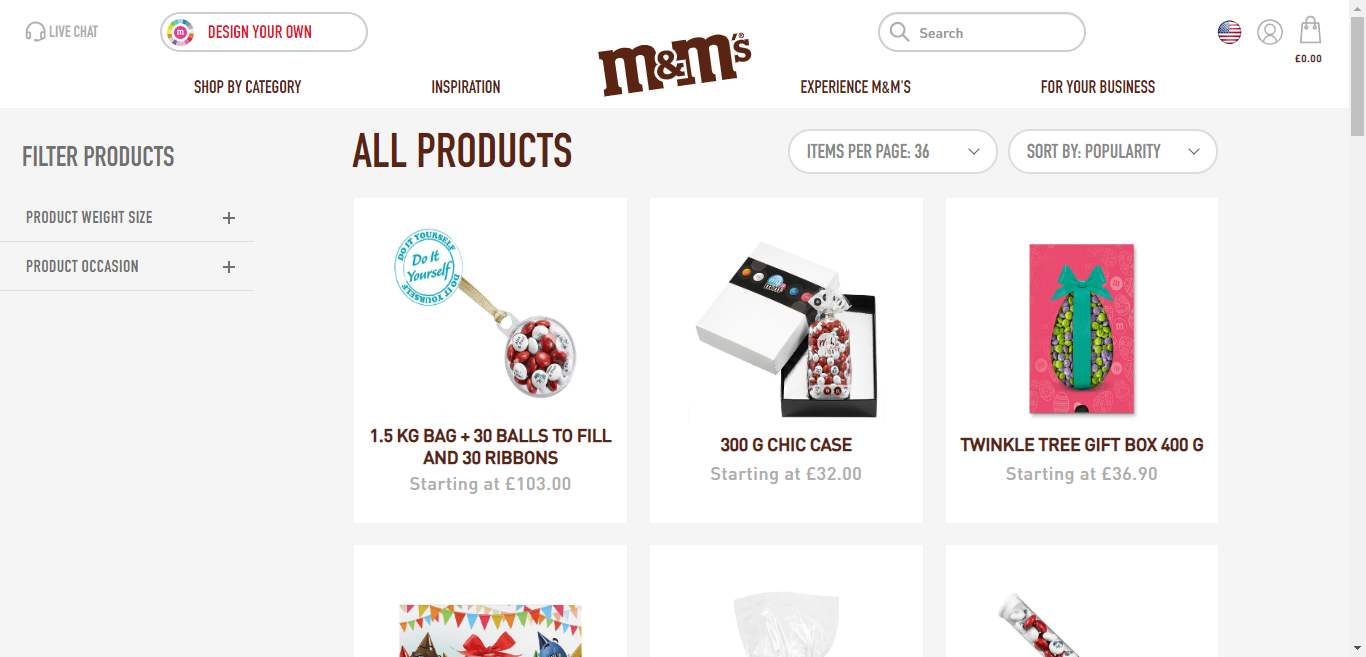 LIVE CHAT
DESIGN YOUR OWN
m&m's®
Search
£0.00
SHOP BY CATEGORY
INSPIRATION
EXPERIENCE M&M'S
FOR YOUR BUSINESS
FILTER PRODUCTS
PRODUCT WEIGHT SIZE
PRODUCT OCCASION
ALL PRODUCTS
ITEMS PER PAGE: 36
SORT BY: POPULARITY
DO IT YOURSELF
Do It
Yourself
DO IT YOURSELF
1.5 KG BAG + 30 BALLS TO FILL
AND 30 RIBBONS
Starting at £103.00
300 G CHIC CASE
Starting at £32.00
TWINKLE TREE GIFT BOX 400 G
Starting at £36.90